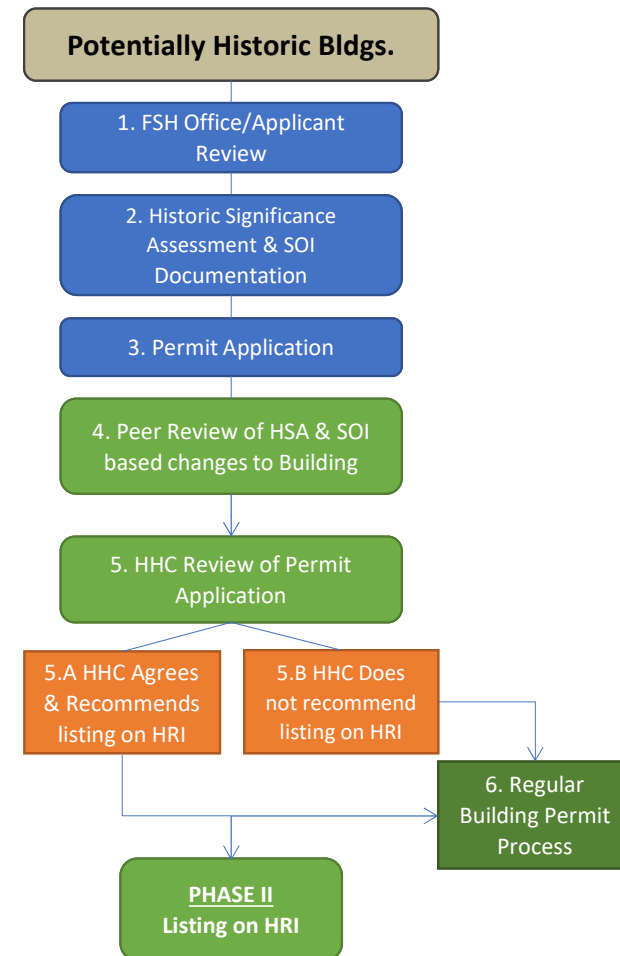 Potentially Historic Bldgs.
1. FSH Office/Applicant
Review
2. Historic Significance
Assessment & SOI
Documentation
3. Permit Application
4. Peer Review of HSA & SOI
based changes to Building
5. HHC Review of Permit
Application
5.A HHC Agrees
& Recommends
listing on HRI
5.B HHC Does
not recommend
listing on HRI
6. Regular
Building Permit
Process
PHASE II
Listing on HRI